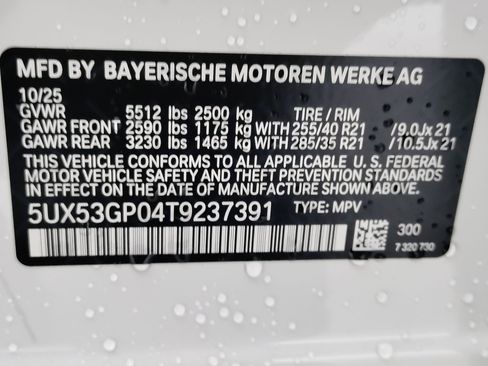 MFD BY BAYERISCHE MOTOREN WERKE AG
10/25
GVWR 5512 lbs 2500 kg TIRE / RIM
GAWR FRONT 2590 lbs 1175 kg WITH 255/40 R21 /9.0Jx21
GAWR REAR 3230 lbs 1465 kg WITH 285/35 R21 /10.5Jx21
THIS VEHICLE CONFORMS TO ALL APPLICABLE U. S. FEDERAL
MOTOR VEHICLE SAFETY, BUMPER, AND THEFT PREVENTION
STANDARDS IN EFFECT ON THE DATE OF MANUFACTURE SHOWN ABOVE.
5UX53GP04T9237391 TYPE: MPV
300
7 320 730